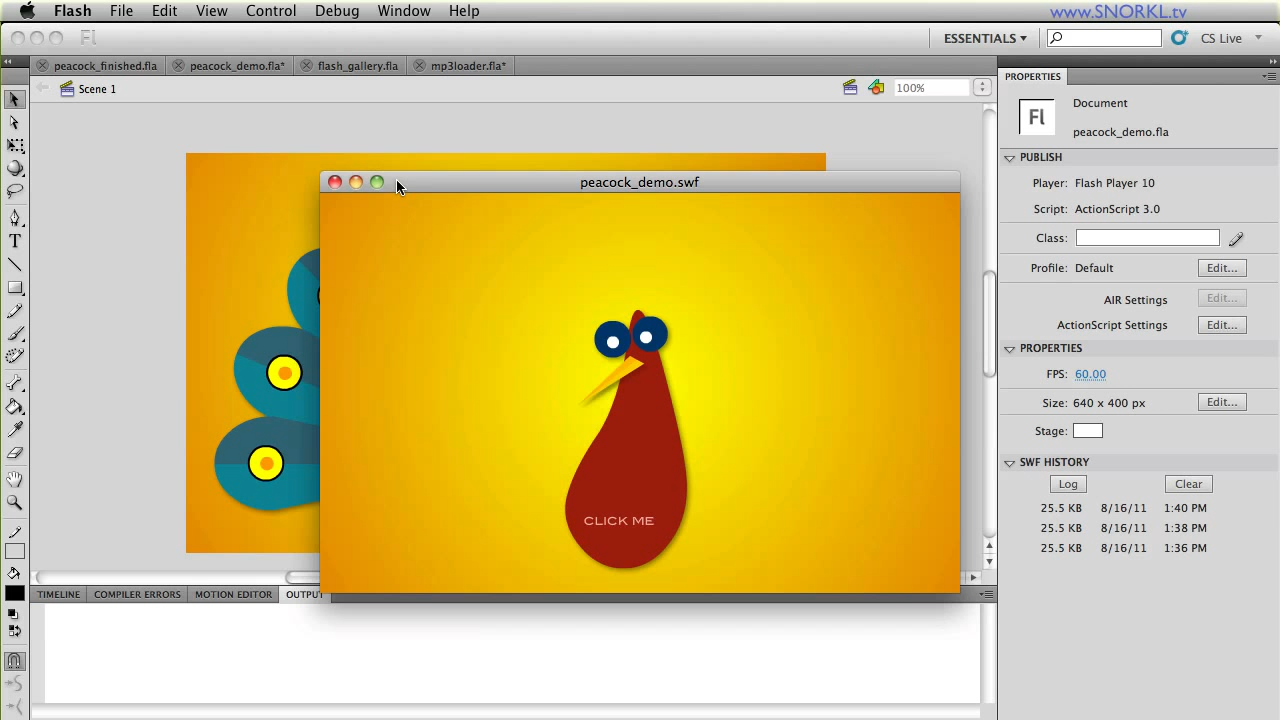 Flash File Edit View Control Debug Window Help www.SNORKL.tv
Fl ESSENTIALS CS Live
peacock_finished.fla peacock_demo.fla* flash_gallery.fla mp3loader.fla*
Scene 1 100%
peacock_demo.swf
CLICK ME
TIMELINE COMPILER ERRORS MOTION EDITOR OUTPUT
PROPERTIES
Fl
Document
peacock_demo.fla
PUBLISH
Player: Flash Player 10
Script: ActionScript 3.0
Class:
Profile: Default Edit...
AIR Settings Edit...
ActionScript Settings Edit...
PROPERTIES
FPS: 60.00
Size: 640 x 400 px Edit...
Stage:
SWF HISTORY
Log Clear
25.5 KB 8/16/11 1:40 PM
25.5 KB 8/16/11 1:38 PM
25.5 KB 8/16/11 1:36 PM